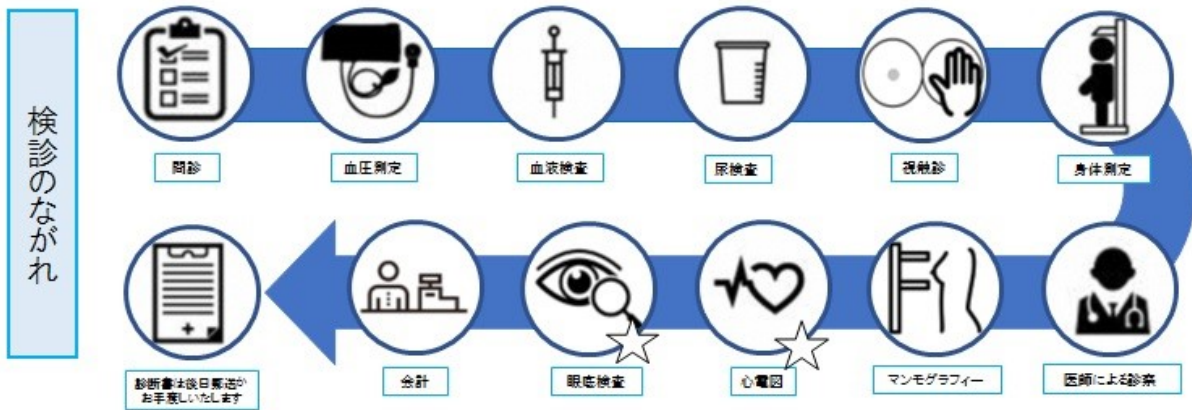 検診のながれ
問診
血圧測定
血液検査
尿検査
視触診
身体測定
医師による診察
マンモグラフィー
心電図
眼底検査
会計
診断書は後日郵送か
お手渡しいたします